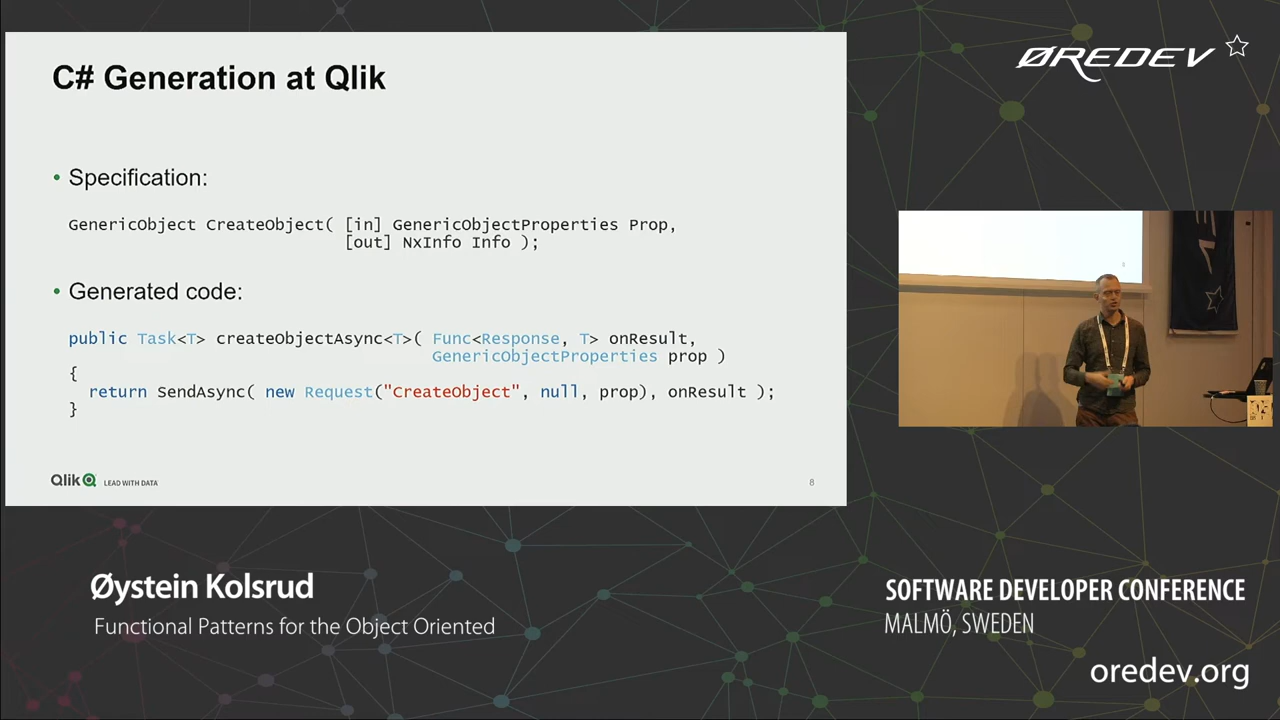 C# Generation at Qlik
• Specification:
GenericObject CreateObject( [in] GenericObjectProperties Prop,
[out] NxInfo Info );
• Generated code:
public Task<T> createObjectAsync<T>( Func<Response, T> onResult,
GenericObjectProperties prop )
{
return SendAsync( new Request("CreateObject", null, prop), onResult );
}
Qlik LEAD WITH DATA
8
ØREDEV
Øystein Kolsrud
Functional Patterns for the Object Oriented
SOFTWARE DEVELOPER CONFERENCE
MALMÖ, SWEDEN
oredev.org